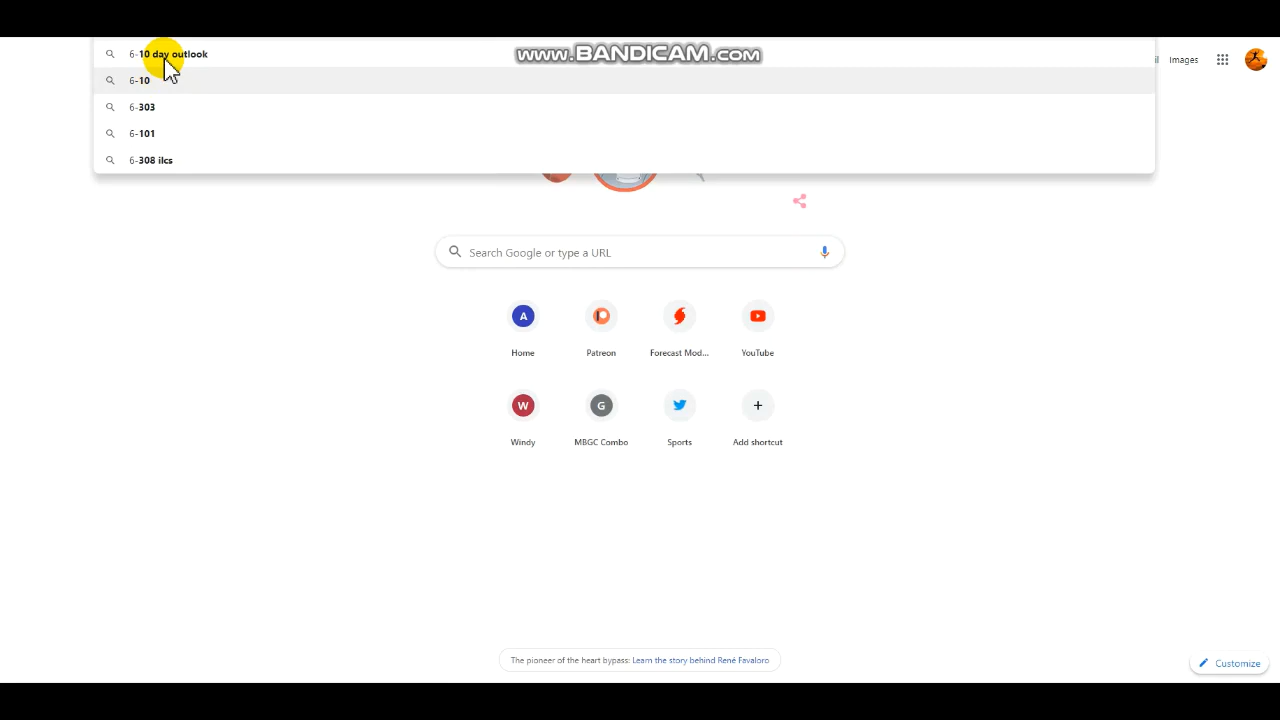 6-10 day outlook
www.BANDICAM.com
Images
6-10
6-303
6-101
6-308 ilcs
Search Google or type a URL
A
Home
Patreon
Forecast Mod...
YouTube
W
Windy
G
MBGC Combo
Sports
Add shortcut
The pioneer of the heart bypass: Learn the story behind René Favaloro
Customize